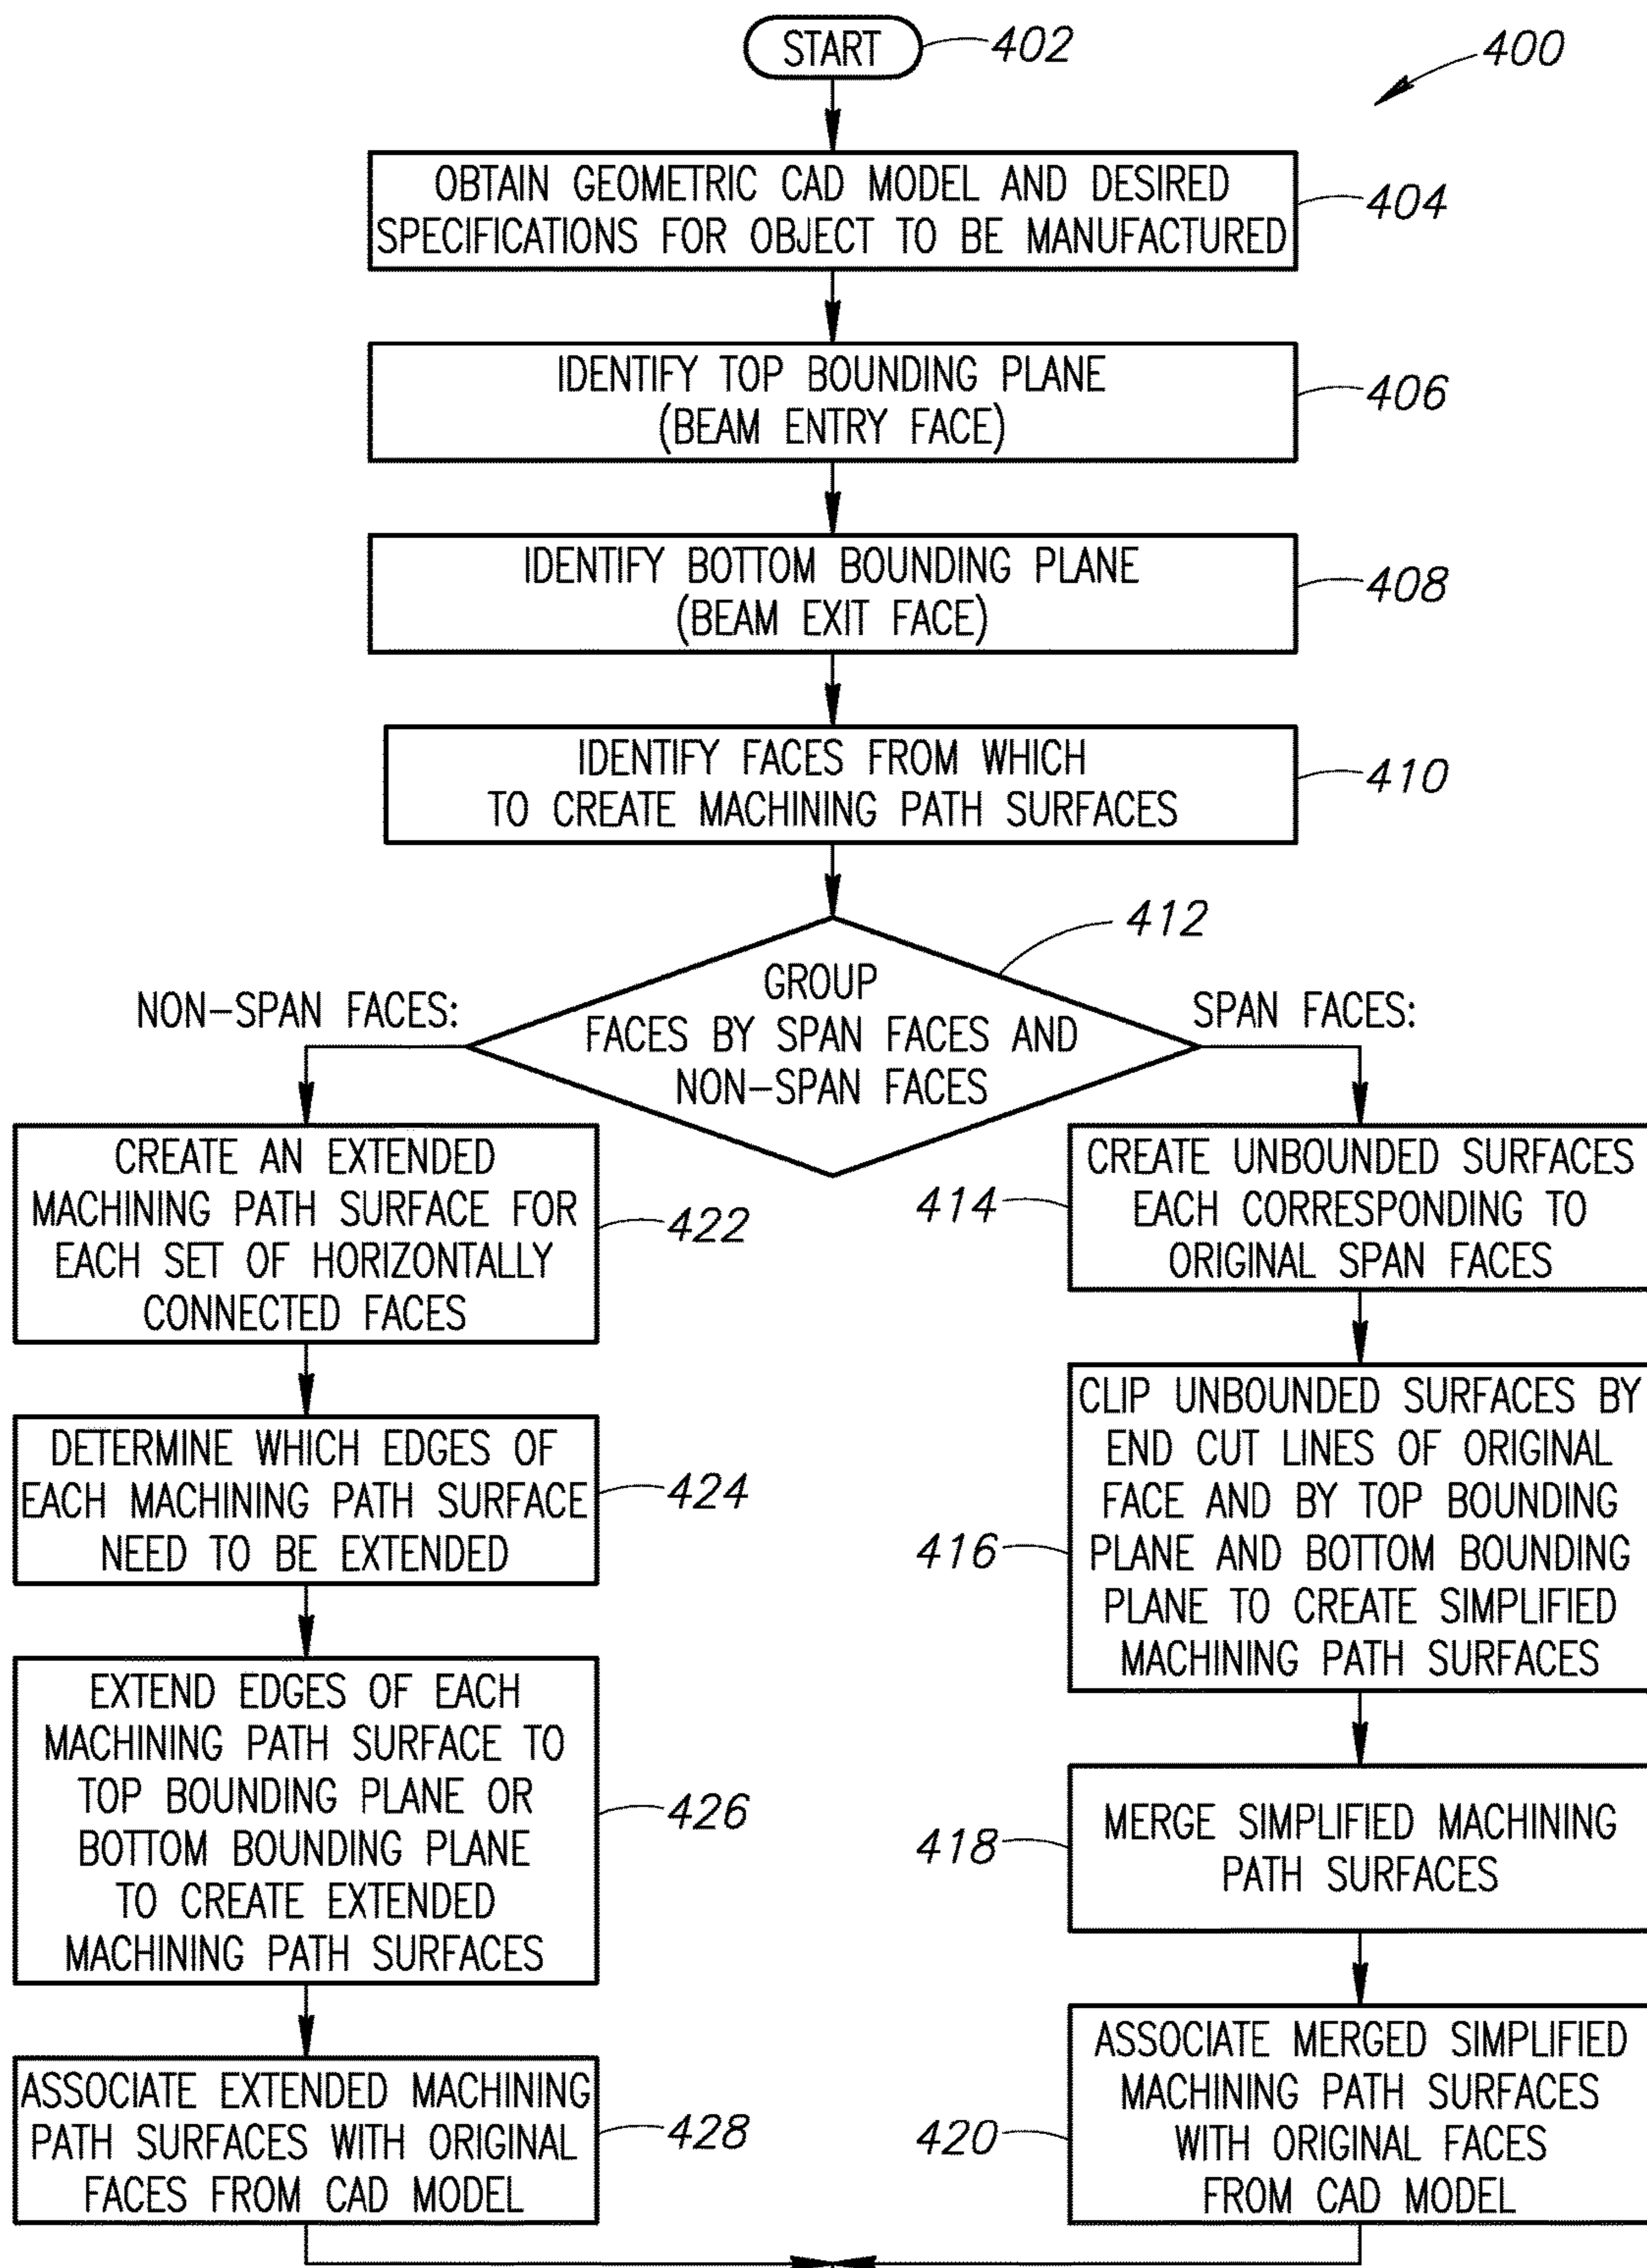 START
402
400
OBTAIN GEOMETRIC CAD MODEL AND DESIRED
SPECIFICATIONS FOR OBJECT TO BE MANUFACTURED
404
IDENTIFY TOP BOUNDING PLANE
(BEAM ENTRY FACE)
406
IDENTIFY BOTTOM BOUNDING PLANE
(BEAM EXIT FACE)
408
IDENTIFY FACES FROM WHICH
TO CREATE MACHINING PATH SURFACES
410
412
GROUP
FACES BY SPAN FACES AND
NON-SPAN FACES
NON-SPAN FACES:
SPAN FACES:
CREATE AN EXTENDED
MACHINING PATH SURFACE FOR
EACH SET OF HORIZONTALLY
CONNECTED FACES
422
DETERMINE WHICH EDGES OF
EACH MACHINING PATH SURFACE
NEED TO BE EXTENDED
424
EXTEND EDGES OF EACH
MACHINING PATH SURFACE TO
TOP BOUNDING PLANE OR
BOTTOM BOUNDING PLANE
TO CREATE EXTENDED
MACHINING PATH SURFACES
426
ASSOCIATE EXTENDED MACHINING
PATH SURFACES WITH ORIGINAL
FACES FROM CAD MODEL
428
CREATE UNBOUNDED SURFACES
EACH CORRESPONDING TO
ORIGINAL SPAN FACES
414
CLIP UNBOUNDED SURFACES BY
END CUT LINES OF ORIGINAL
FACE AND BY TOP BOUNDING
PLANE AND BOTTOM BOUNDING
PLANE TO CREATE SIMPLIFIED
MACHINING PATH SURFACES
416
MERGE SIMPLIFIED MACHINING
PATH SURFACES
418
ASSOCIATE MERGED SIMPLIFIED
MACHINING PATH SURFACES
WITH ORIGINAL FACES
FROM CAD MODEL
420